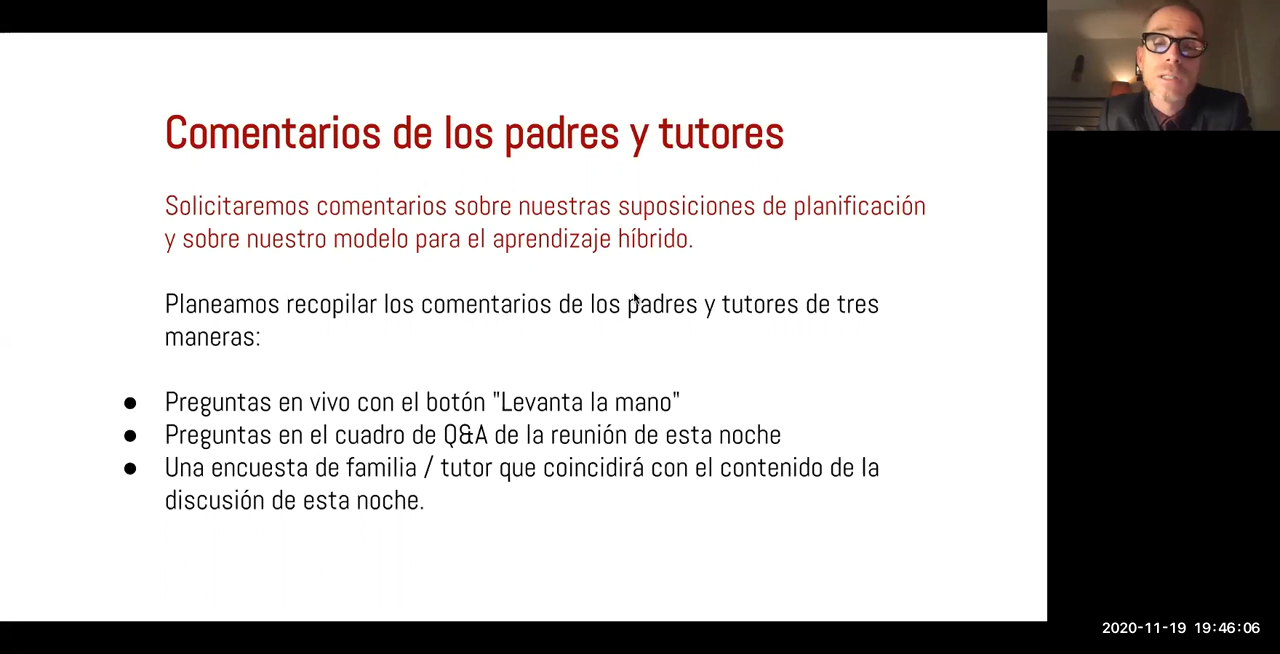 Comentarios de los padres y tutores
Solicitaremos comentarios sobre nuestras suposiciones de planificación
y sobre nuestro modelo para el aprendizaje híbrido.
Planeamos recopilar los comentarios de los padres y tutores de tres
maneras:
● Preguntas en vivo con el botón "Levanta la mano"
● Preguntas en el cuadro de Q&A de la reunión de esta noche
● Una encuesta de familia / tutor que coincidirá con el contenido de la
discusión de esta noche.
2020-11-19 19:46:06